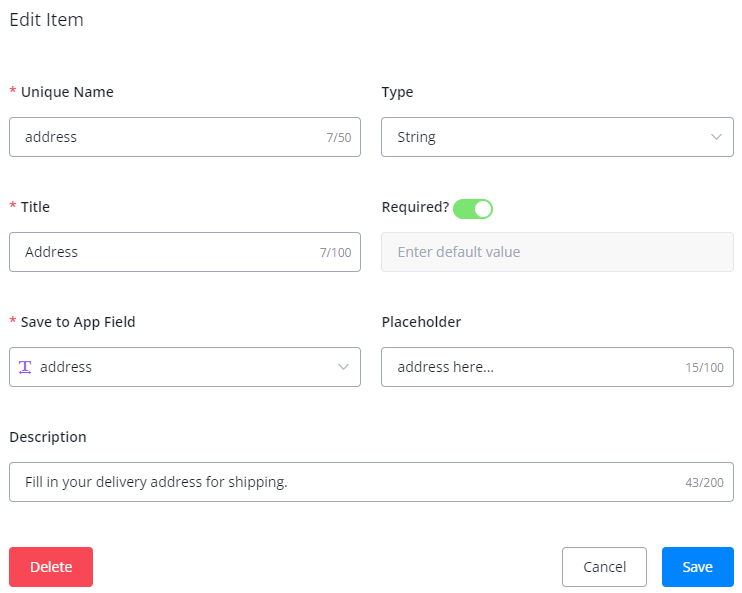 Edit Item
* Unique Name
Type
address 7/50
String
* Title
Required?
Address 7/100
Enter default value
* Save to App Field
Placeholder
address
address here... 15/100
Description
Fill in your delivery address for shipping. 43/200
Delete
Cancel
Save